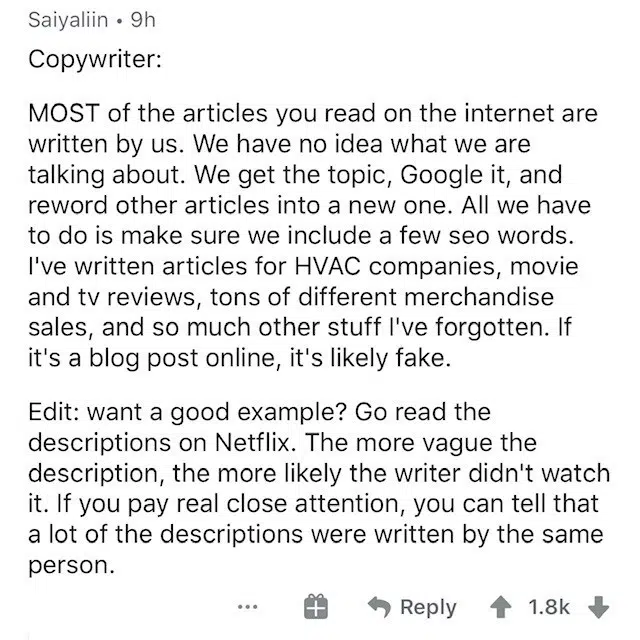 Saiyaliin • 9h
Copywriter:
MOST of the articles you read on the internet are
written by us. We have no idea what we are
talking about. We get the topic, Google it, and
reword other articles into a new one. All we have
to do is make sure we include a few seo words.
I've written articles for HVAC companies, movie
and tv reviews, tons of different merchandise
sales, and so much other stuff I've forgotten. If
it's a blog post online, it's likely fake.
Edit: want a good example? Go read the
descriptions on Netflix. The more vague the
description, the more likely the writer didn't watch
it. If you pay real close attention, you can tell that
a lot of the descriptions were written by the same
person.
... Reply 1.8k